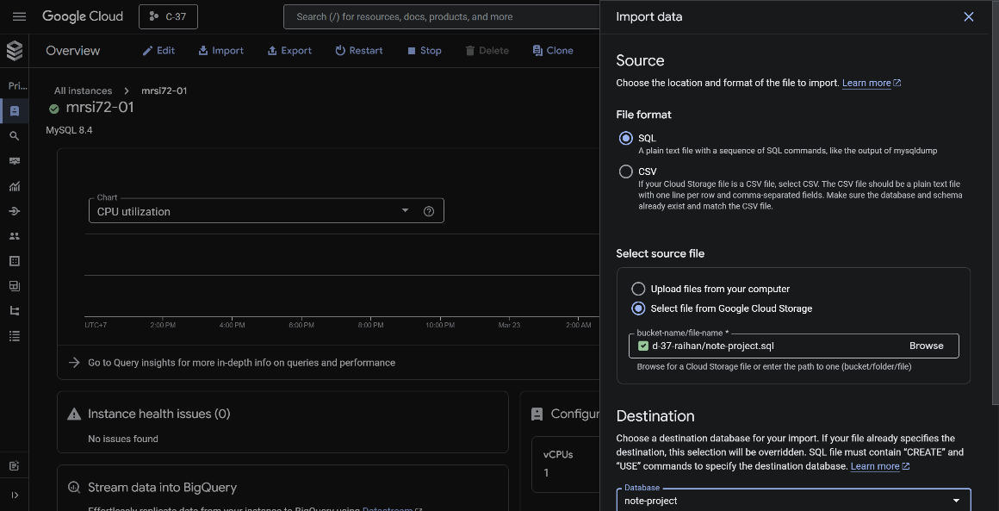 Google Cloud
C-37
Search (/) for resources, docs, products, and more
Overview
Edit
Import
Export
Restart
Stop
Delete
Clone
Pri...
All instances > mrsi72-01
mrsi72-01
MySQL 8.4
Chart
CPU utilization
UTC+7 2:00 PM 4:00 PM 6:00 PM 8:00 PM 10:00 PM Mar 23 2:00 AM
Go to Query insights for more in-depth info on queries and performance
Instance health issues (0)
No issues found
Configur
vCPUs
1
Stream data into BigQuery
Effortlessly replicate data from your instance to BigQuery using Datastream
Import data
Source
Choose the location and format of the file to import. Learn more
File format
SQL
A plain text file with a sequence of SQL commands, like the output of mysqldump
CSV
If your Cloud Storage file is a CSV file, select CSV. The CSV file should be a plain text file
with one line per row and comma-separated fields. Make sure the database and schema
already exist and match the CSV file.
Select source file
Upload files from your computer
Select file from Google Cloud Storage
bucket-name/file-name *
d-37-raihan/note-project.sql
Browse
Browse for a Cloud Storage file or enter the path to one (bucket/folder/file)
Destination
Choose a destination database for your import. If your file already specifies the
destination, this selection will be overridden. SQL file must contain “CREATE” and
“USE” commands to specify the destination database. Learn more
Database
note-project